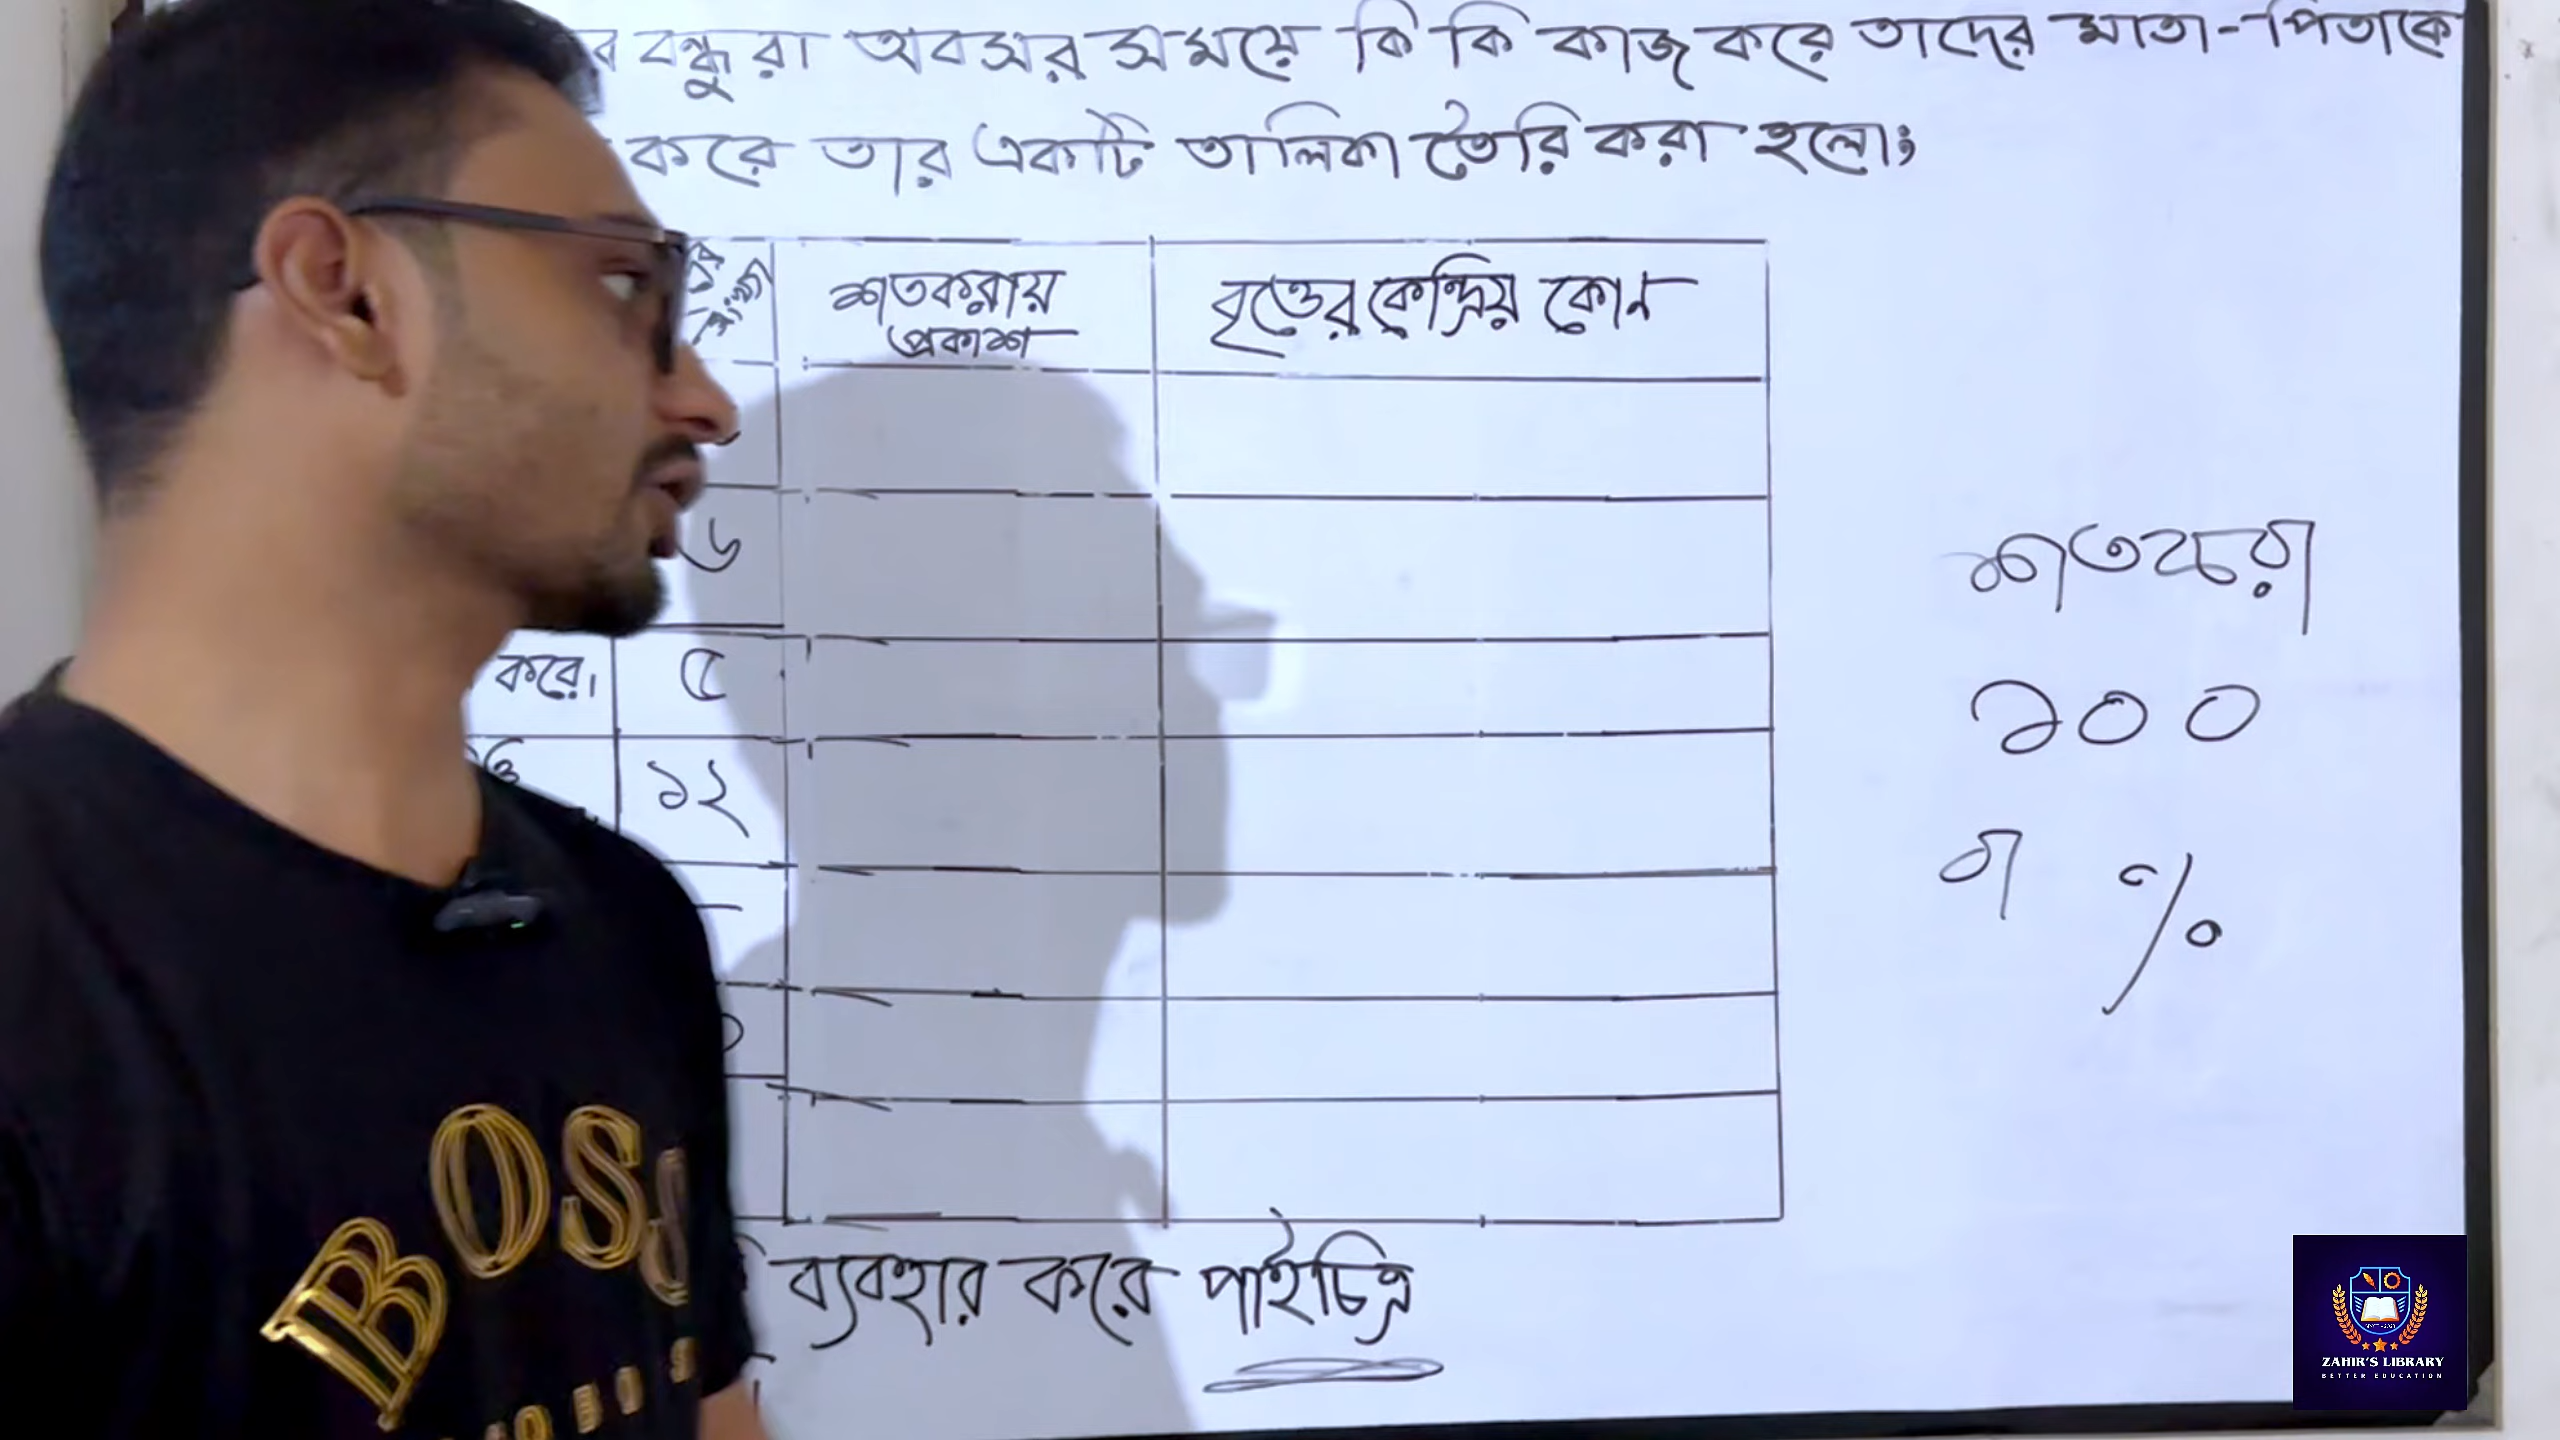 বন্ধুরা অবসর সময়ে কি কি কাজ করে তাদের মাতা-পিতাকে
করে তার একটি তালিকা তৈরি করা হলোঃ
শতকরায়
প্রকাশ
বৃত্তের কেন্দ্রিয় কোন
৬
করে। ৫
১২
শতকরা
১০০
%
ব্যবহার করে পাইচিত্র
BOSS
ZAHIR'S LIBRARY
BETTER EDUCATION